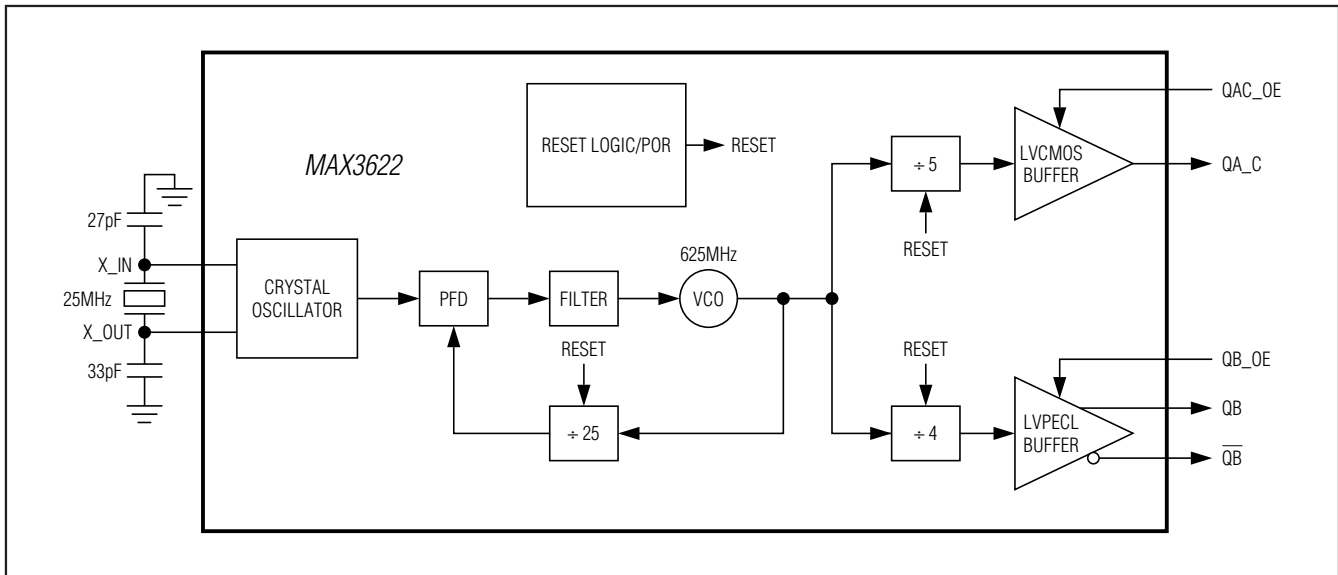 MAX3622
RESET LOGIC/POR
RESET
QAC_OE
LVCMOS
BUFFER
QA_C
÷ 5
RESET
27pF
X_IN
25MHz
X_OUT
33pF
CRYSTAL
OSCILLATOR
PFD
FILTER
625MHz
VCO
RESET
÷ 25
RESET
÷ 4
LVPECL
BUFFER
QB_OE
QB
Q̅B̅